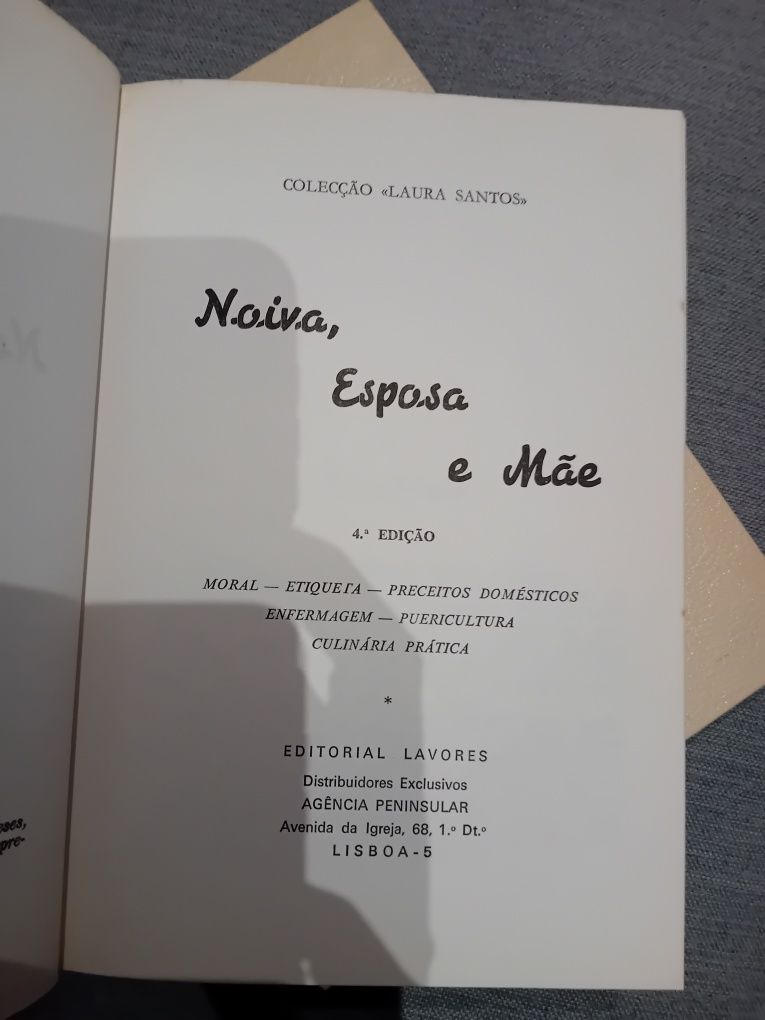 COLECÇÃO «LAURA SANTOS»
Noiva,
Esposa
e Mãe
4.ª EDIÇÃO
MORAL — ETIQUETA — PRECEITOS DOMÉSTICOS
ENFERMAGEM — PUERICULTURA
CULINÁRIA PRÁTICA
*
EDITORIAL LAVORES
Distribuidores Exclusivos
AGÊNCIA PENINSULAR
Avenida da Igreja, 68, 1.º Dt.º
LISBOA-5